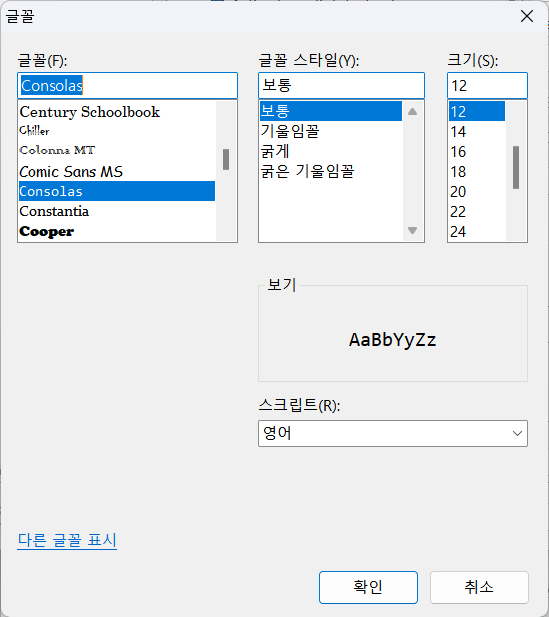 글꼴
글꼴(F):
Consolas
Century Schoolbook
Chiller
Colonna MT
Comic Sans MS
Consolas
Constantia
Cooper
글꼴 스타일(Y):
보통
보통
기울임꼴
굵게
굵은 기울임꼴
크기(S):
12
12
14
16
18
20
22
24
보기
AaBbYyZz
스크립트(R):
영어
다른 글꼴 표시
확인
취소